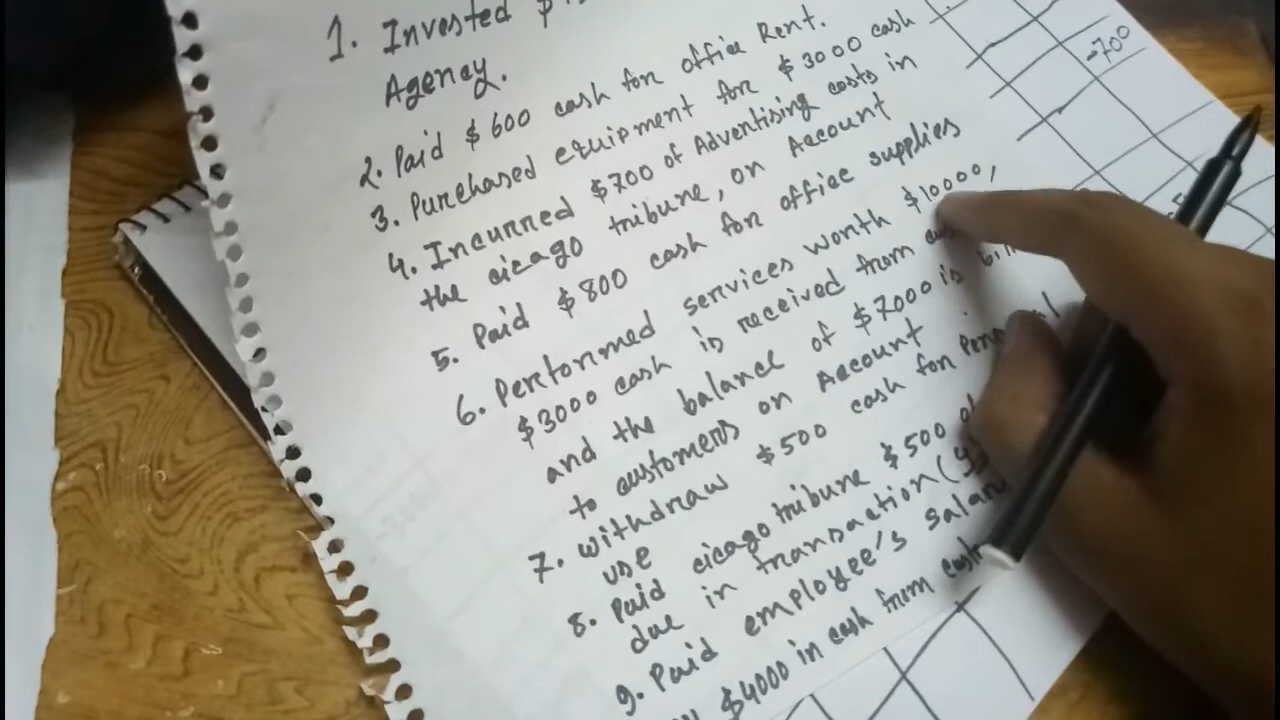 1. Invested
Agency.
2. Paid $600 cash for office Rent.
3. Purchased equipment for $3000 cash
4. Incurred $700 of Advertising costs in
the cicago tribune, on Account
5. Paid $800 cash for office supplies
6. Performed services worth $10000,
$3000 cash is received from
and the balance of $7000 is
to customers on Account
7. withdraw $500 cash for
use
8. Paid cicago tribune $500
due in transaction (4)
9. Paid employee's
$4000 in cash from
-700